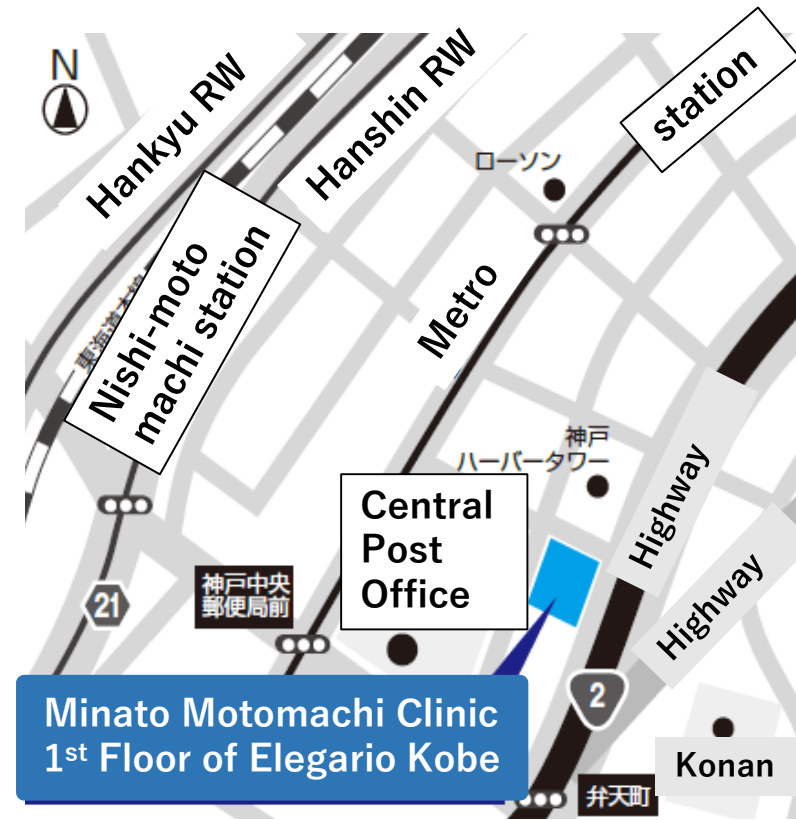 N
Hankyu RW
Hanshin RW
station
ローソン
Nishi-moto
machi station
Metro
神戸
ハーバータワー
Central
Post
Office
Highway
Highway
21
神戸中央
郵便局前
2
Minato Motomachi Clinic
1st Floor of Elegario Kobe
Konan
弁天町